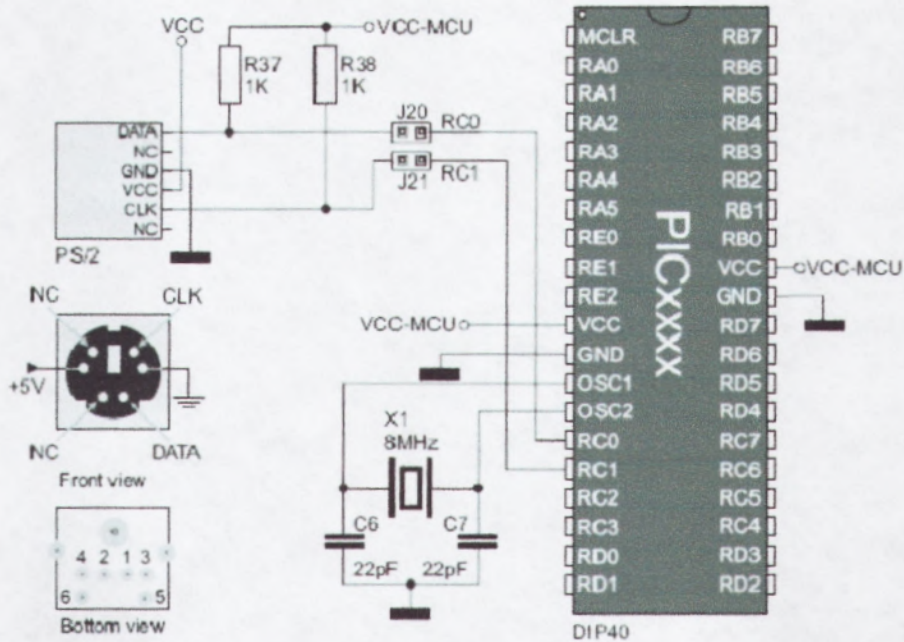 VCC
VCC-MCU
R37
1K
R38
1K
J20
RC0
J21
RC1
DATA
NC
GND
VCC
CLK
NC
PS/2
NC
CLK
+5V
NC
DATA
Front view
4 2 1 3
6 5
Bottom view
VCC-MCU
X1
8MHz
C6
C7
22pF
22pF
MCLR
RA0
RA1
RA2
RA3
RA4
RA5
RE0
RE1
RE2
VCC
GND
OSC1
OSC2
RC0
RC1
RC2
RC3
RD0
RD1
PICxxxx
RB7
RB6
RB5
RB4
RB3
RB2
RB1
RB0
VCC
GND
RD7
RD6
RD5
RD4
RC7
RC6
RC5
RC4
RD3
RD2
VCC-MCU
DIP40